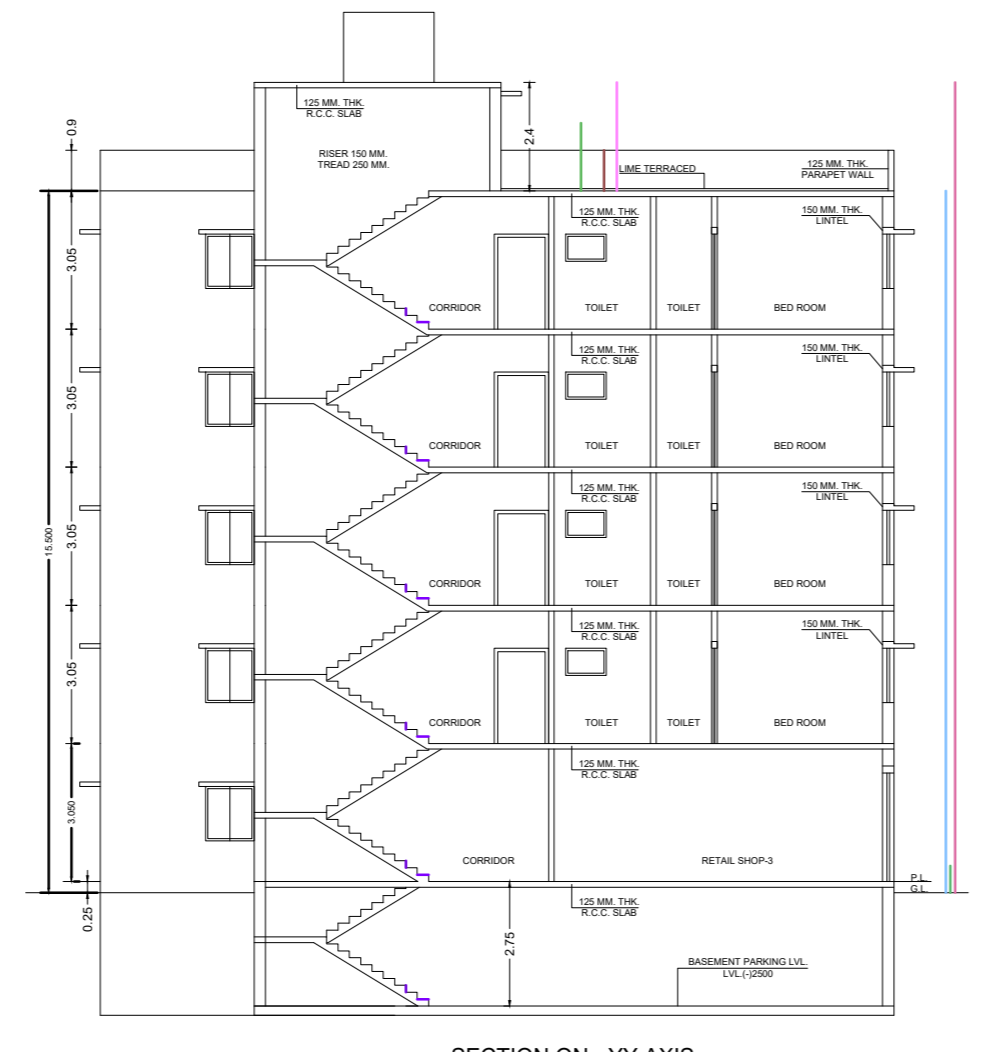 125 MM. THK.
R.C.C. SLAB
0.9
2.4
RISER 150 MM.
TREAD 250 MM.
LIME TERRACED
125 MM. THK.
PARAPET WALL
125 MM. THK.
R.C.C. SLAB
150 MM. THK.
LINTEL
3.05
CORRIDOR
TOILET
TOILET
BED ROOM
125 MM. THK.
R.C.C. SLAB
150 MM. THK.
LINTEL
3.05
CORRIDOR
TOILET
TOILET
BED ROOM
125 MM. THK.
R.C.C. SLAB
150 MM. THK.
LINTEL
15.500
3.05
CORRIDOR
TOILET
TOILET
BED ROOM
125 MM. THK.
R.C.C. SLAB
150 MM. THK.
LINTEL
3.05
CORRIDOR
TOILET
TOILET
BED ROOM
125 MM. THK.
R.C.C. SLAB
3.050
CORRIDOR
RETAIL SHOP-3
P.L.
G.L.
0.25
125 MM. THK.
R.C.C. SLAB
2.75
BASEMENT PARKING LVL.
LVL.(-)2500
SECTION ON - YY AXIS